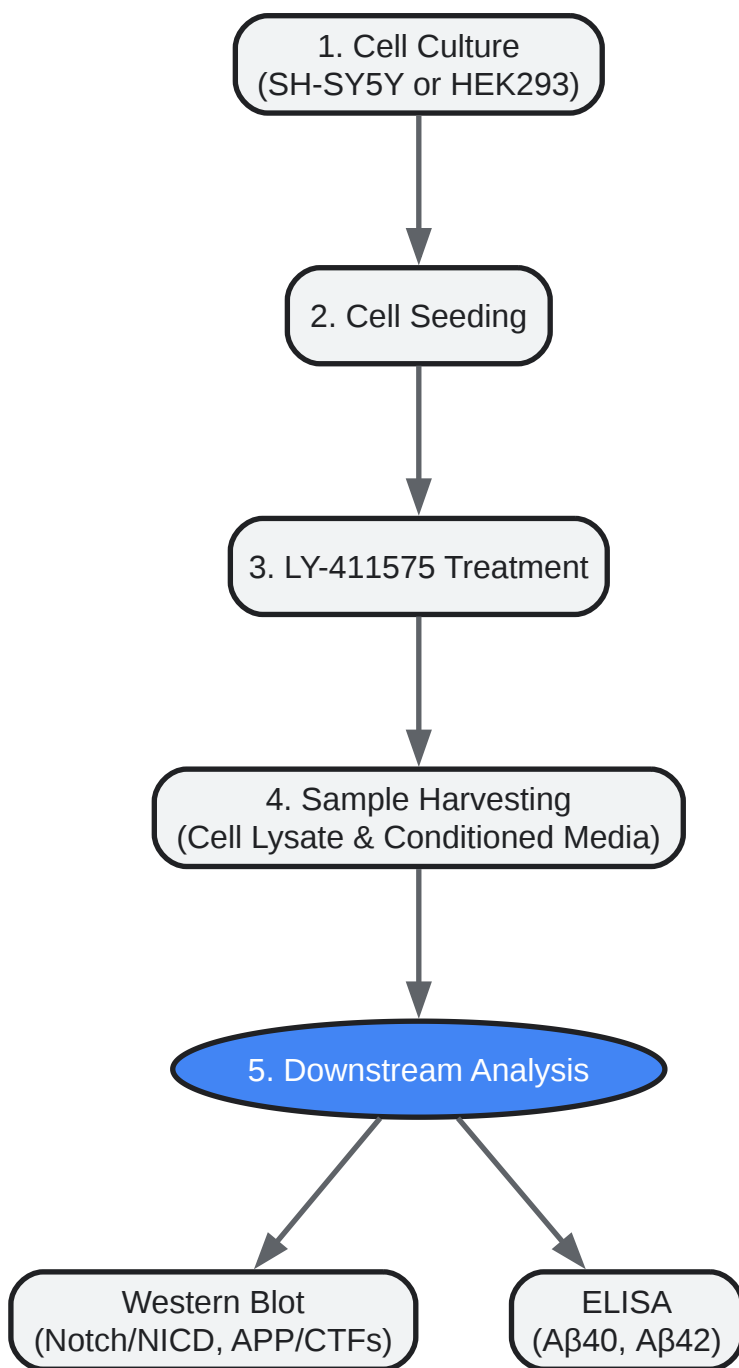 1. Cell Culture
(SH-SY5Y or HEK293)
2. Cell Seeding
3. LY-411575 Treatment
4. Sample Harvesting
(Cell Lysate & Conditioned Media)
5. Downstream Analysis
Western Blot
(Notch/NICD, APP/CTFs)
ELISA
(Aβ40, Aβ42)